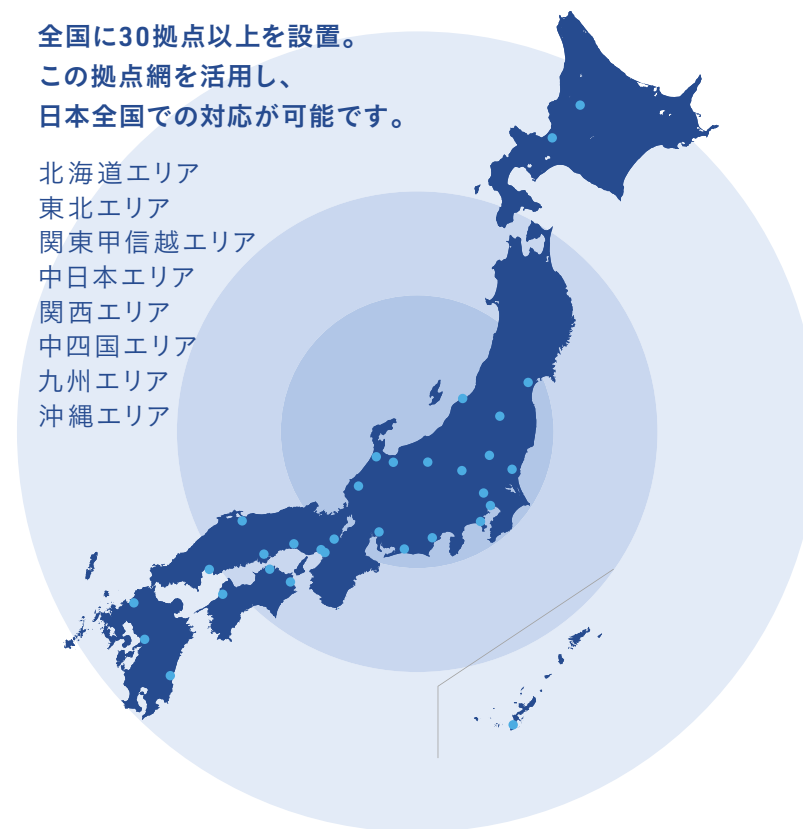 全国に30拠点以上を設置。
この拠点網を活用し、
日本全国での対応が可能です。
北海道エリア
東北エリア
関東甲信越エリア
中日本エリア
関西エリア
中四国エリア
九州エリア
沖縄エリア